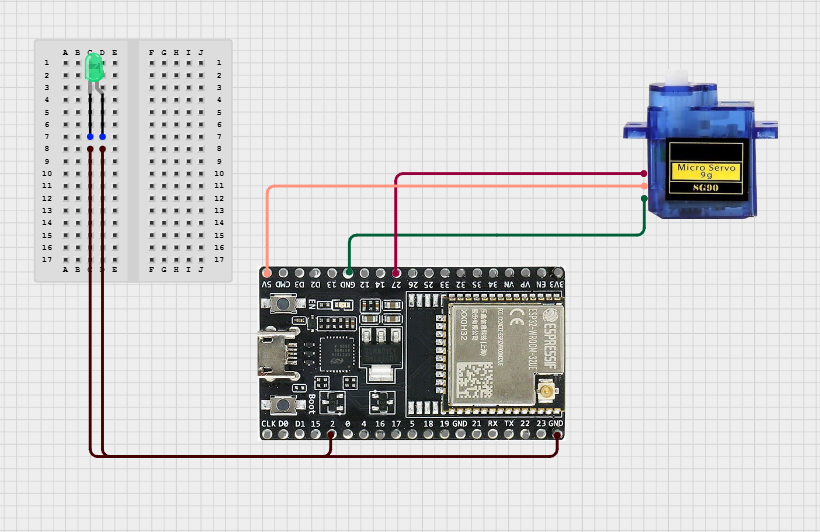 A B C D E F G H I J
1 1
2 2
3 3
4 4
5 5
6 6
7 7
8 8
9 9
10 10
11 11
12 12
13 13
14 14
15 15
16 16
17 17
A B C D E F G H I J
Micro Servo
9g
SG90
5V CMD D3 D2 13 GND 12 14 27 26 25 33 32 35 34 VN VP EN 3V3
EN
Boot
CE
ESP32-WROOM-32UE
ESPRESSIF
CLK D0 D1 15 2 0 4 16 17 5 18 19 GND 21 RX TX 22 23 GND